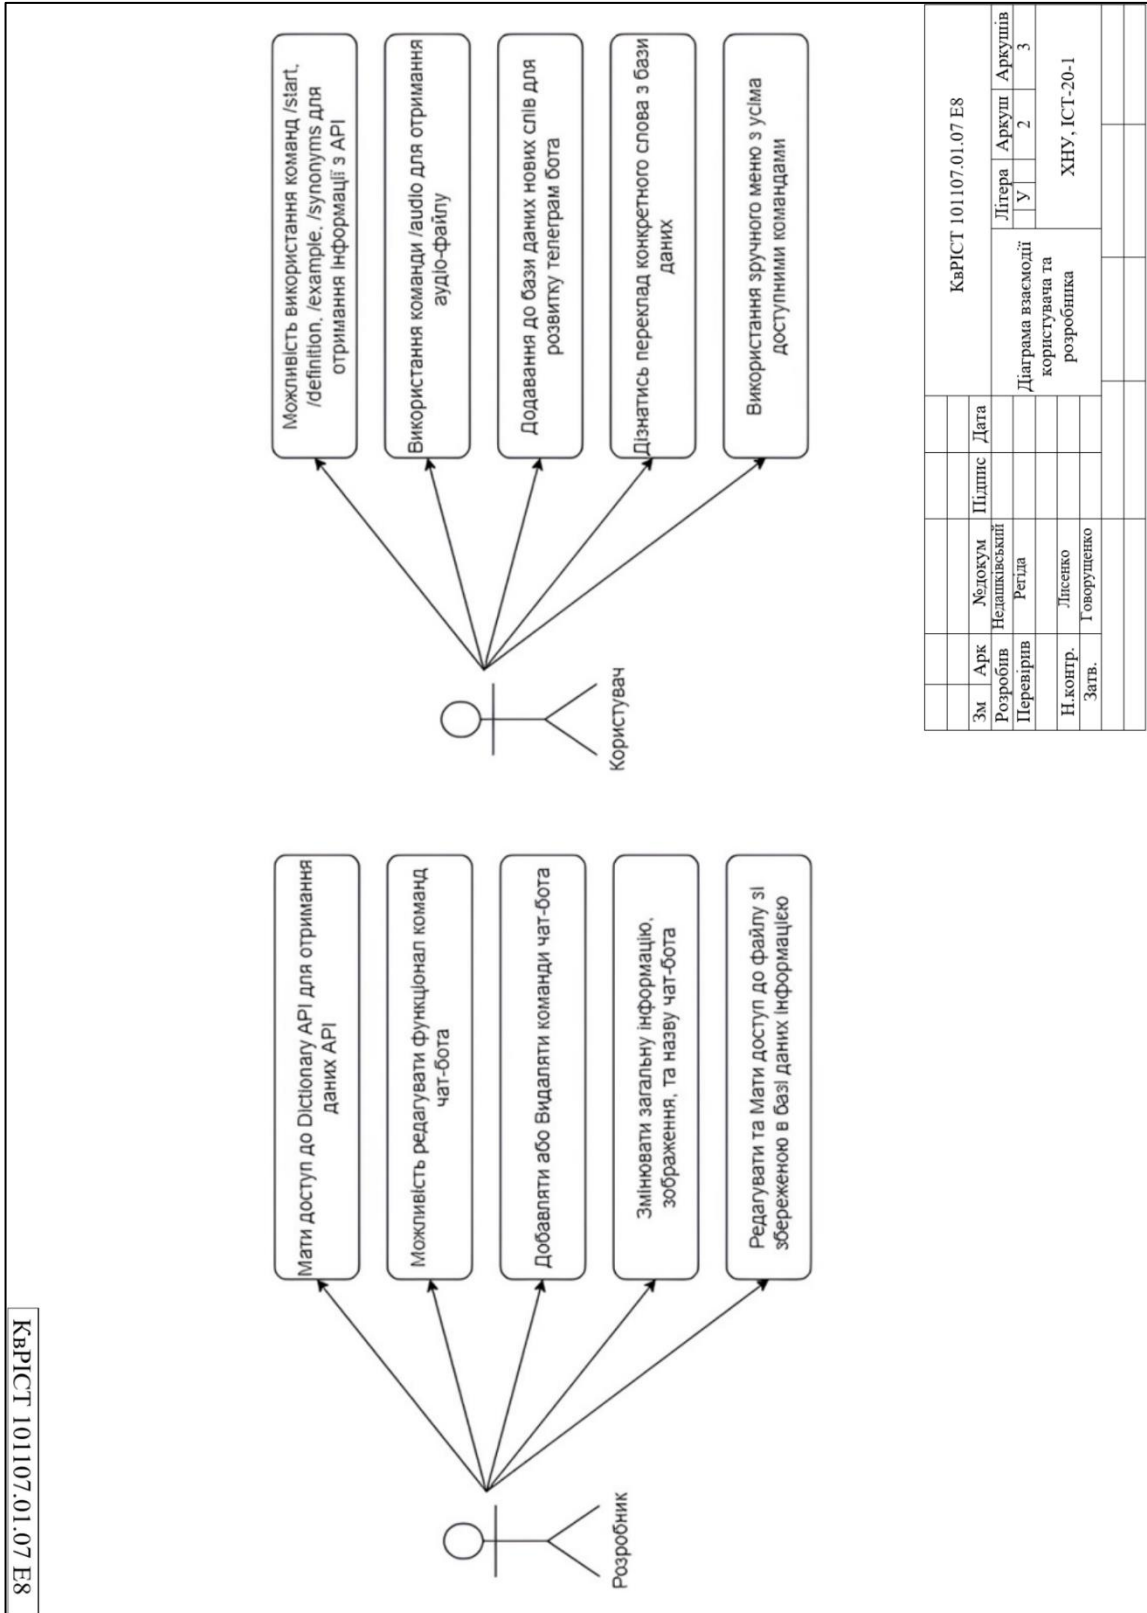 КвРІСТ 101107.01.07 Е8
Мати доступ до Dictionary API для отримання
даних API
Можливість редагувати функціонал команд
чат-бота
Добавляти або Видаляти команди чат-бота
Змінювати загальну інформацію,
зображення, та назву чат-бота
Редагувати та Мати доступ до файлу зі
збереженою в базі даних інформацією
Розробник
Можливість використання команд /start,
/definition, /example, /synonyms для
отримання інформації з API
Використання команди /audio для отримання
аудіо-файлу
Додавання до бази даних нових слів для
розвитку телеграм бота
Дізнатись переклад конкретного слова з бази
даних
Використання зручного меню з усіма
доступними командами
Користувач
КвРІСТ 101107.01.07 Е8
Зм Арк №докум Підпис Дата
Розробив Недашківський
Перевірив Регіда
Н.контр. Лисенко
Затв. Говорущенко
Діаграма взаємодії
користувача та
розробника
Літера Аркуш Аркушів
У 2 3
ХНУ, ІСТ-20-1